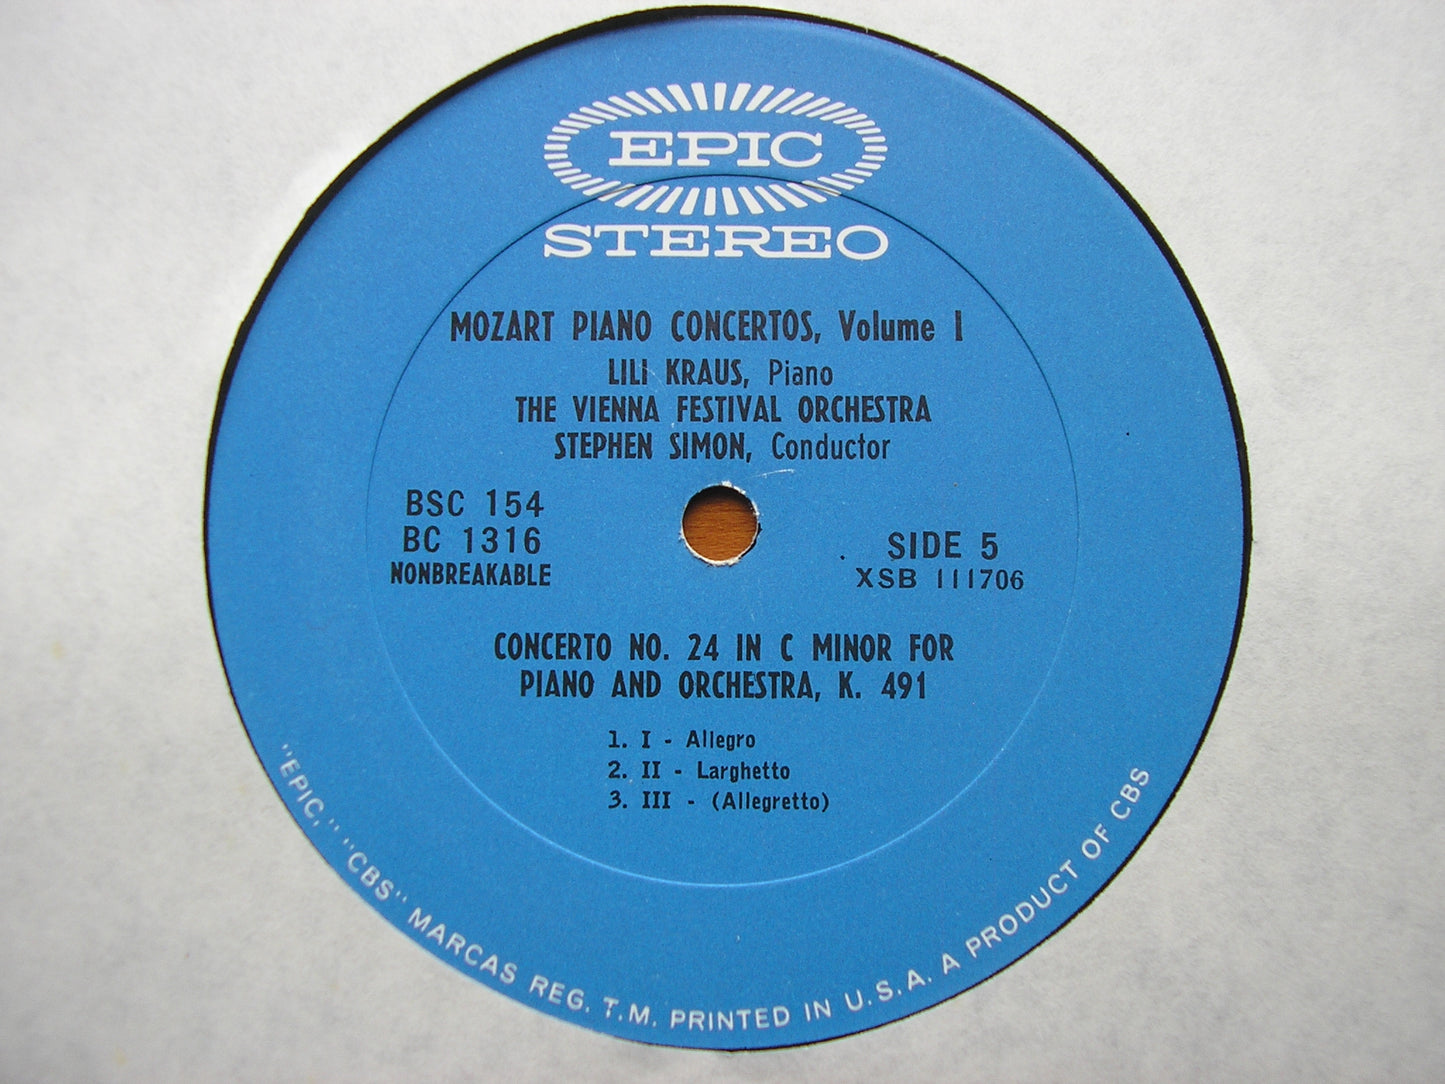 EPIC
STEREO
MOZART PIANO CONCERTOS, Volume I
LILI KRAUS, Piano
THE VIENNA FESTIVAL ORCHESTRA
STEPHEN SIMON, Conductor
BSC 154
BC 1316
NONBREAKABLE
SIDE 5
XSB 111706
CONCERTO NO. 24 IN C MINOR FOR
PIANO AND ORCHESTRA, K. 491
1. I - Allegro
2. II - Larghetto
3. III - (Allegretto)
"EPIC," "CBS" MARCAS REG. T.M. PRINTED IN U.S.A. A PRODUCT OF CBS